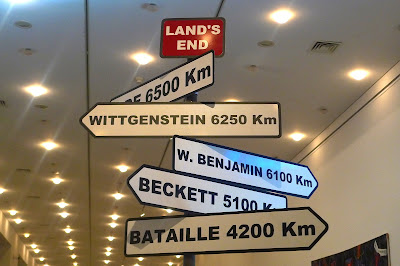 LAND'S
END
6500 Km
WITTGENSTEIN 6250 Km
W. BENJAMIN 6100 Km
BECKETT 5100 Km
BATAILLE 4200 Km